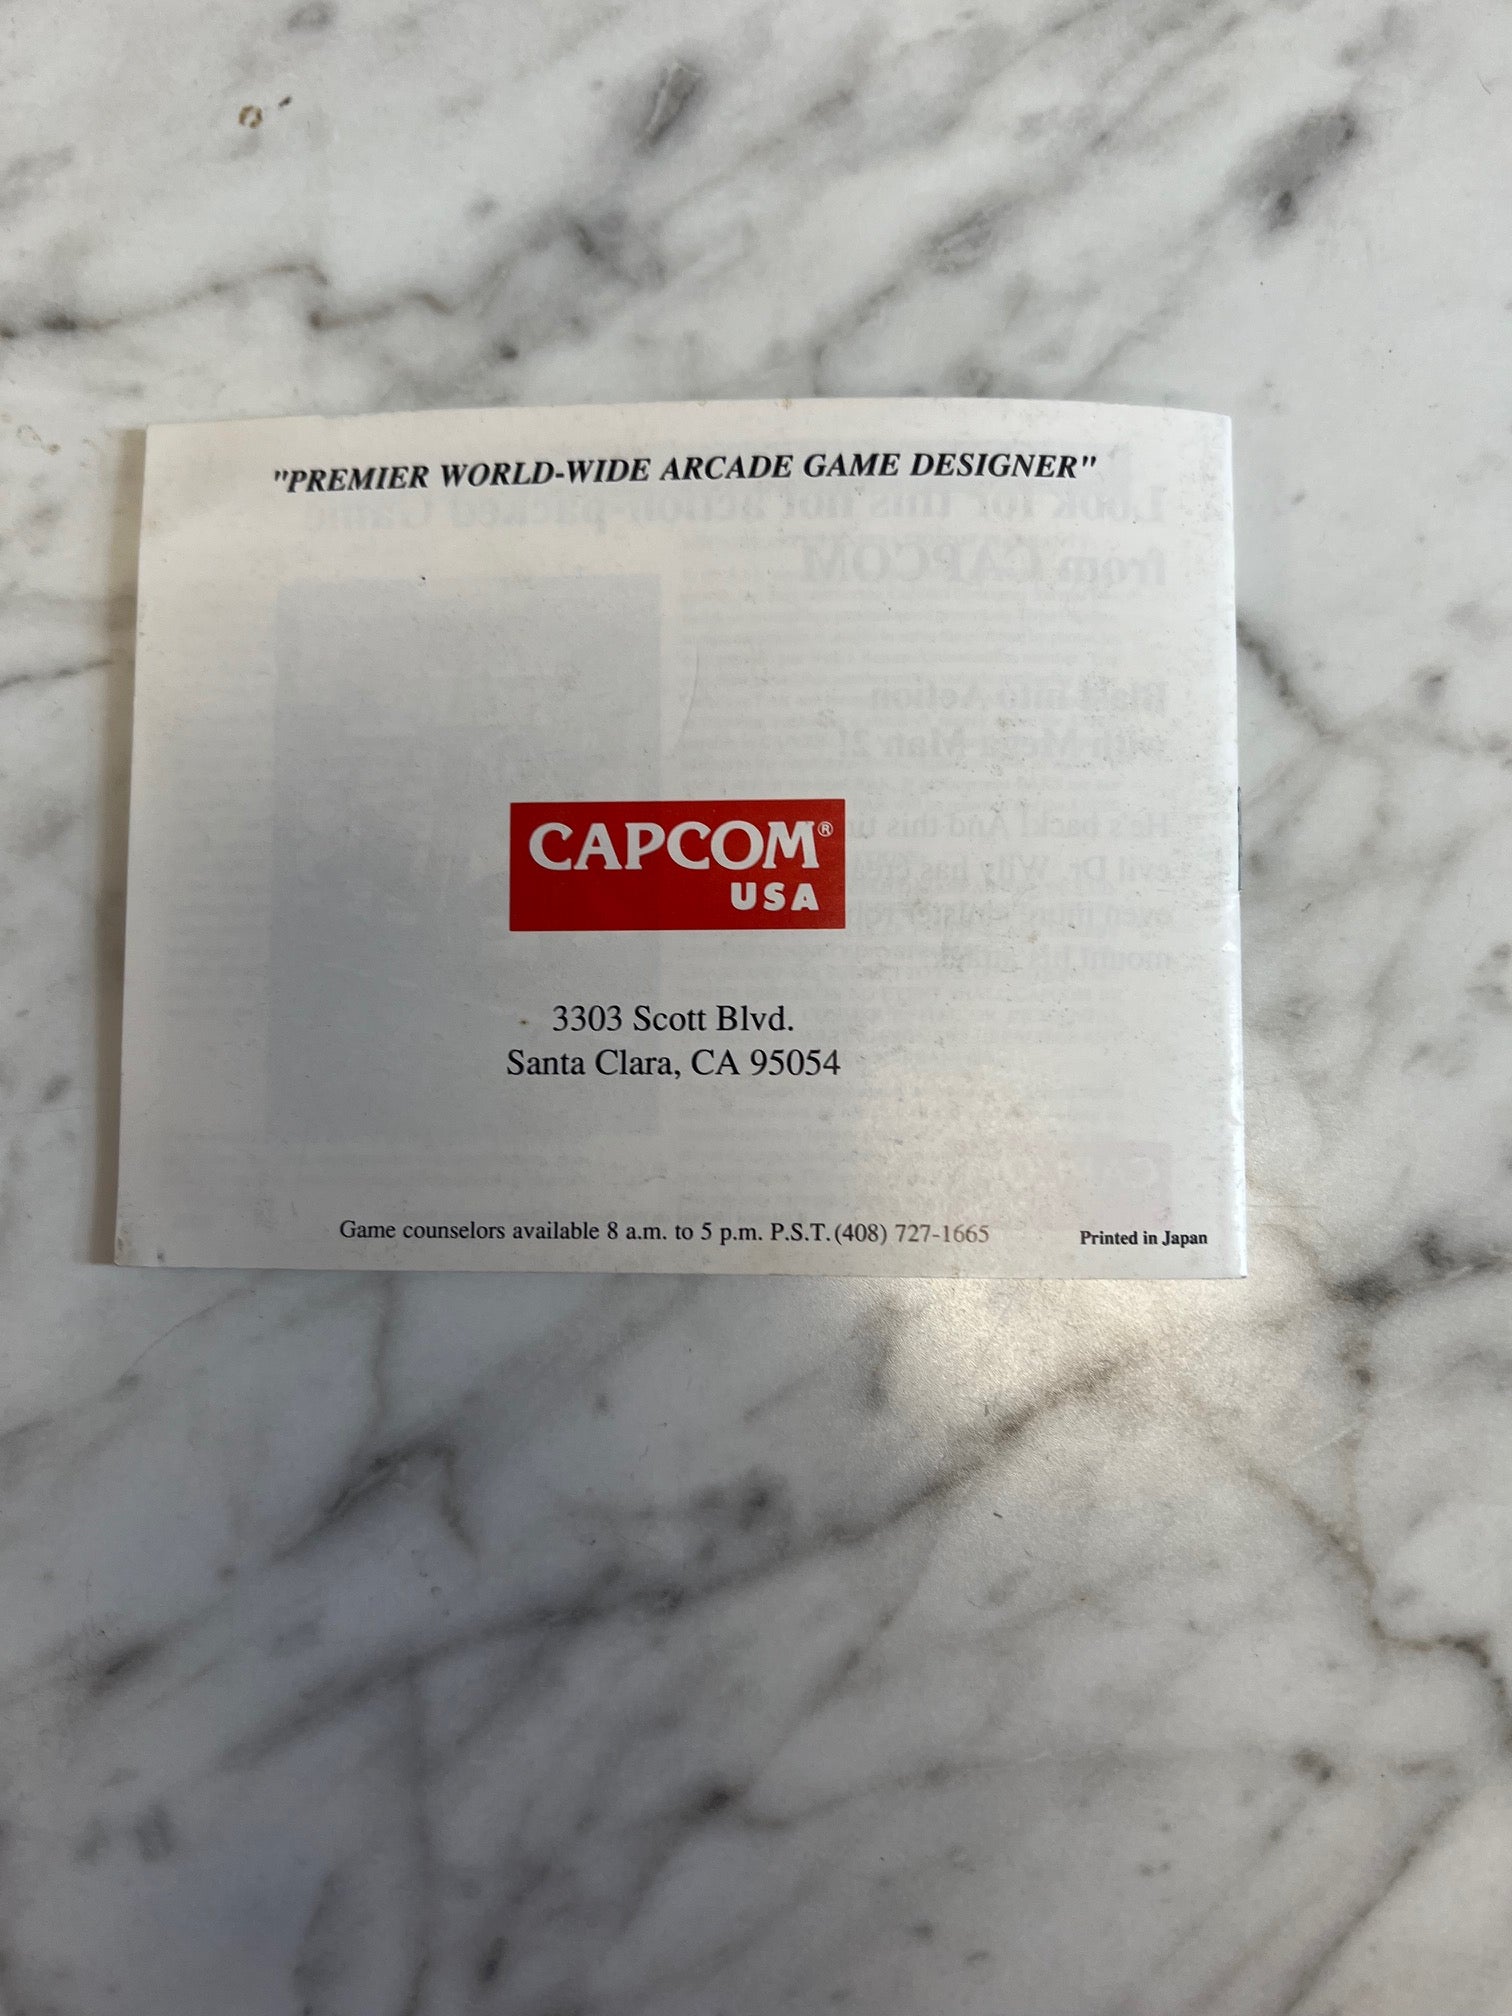 "PREMIER WORLD-WIDE ARCADE GAME DESIGNER"
CAPCOM®
USA
3303 Scott Blvd.
Santa Clara, CA 95054
Game counselors available 8 a.m. to 5 p.m. P.S.T. (408) 727-1665
Printed in Japan